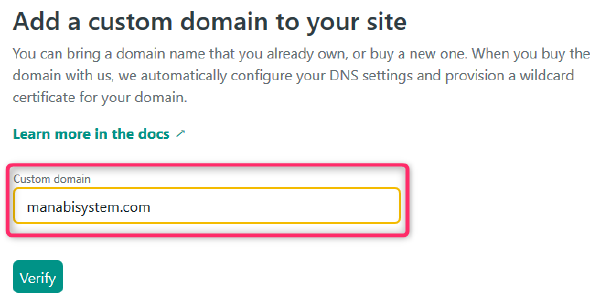 Add a custom domain to your site
You can bring a domain name that you already own, or buy a new one. When you buy the
domain with us, we automatically configure your DNS settings and provision a wildcard
certificate for your domain.
Learn more in the docs ↗
Custom domain
manabisystem.com
Verify